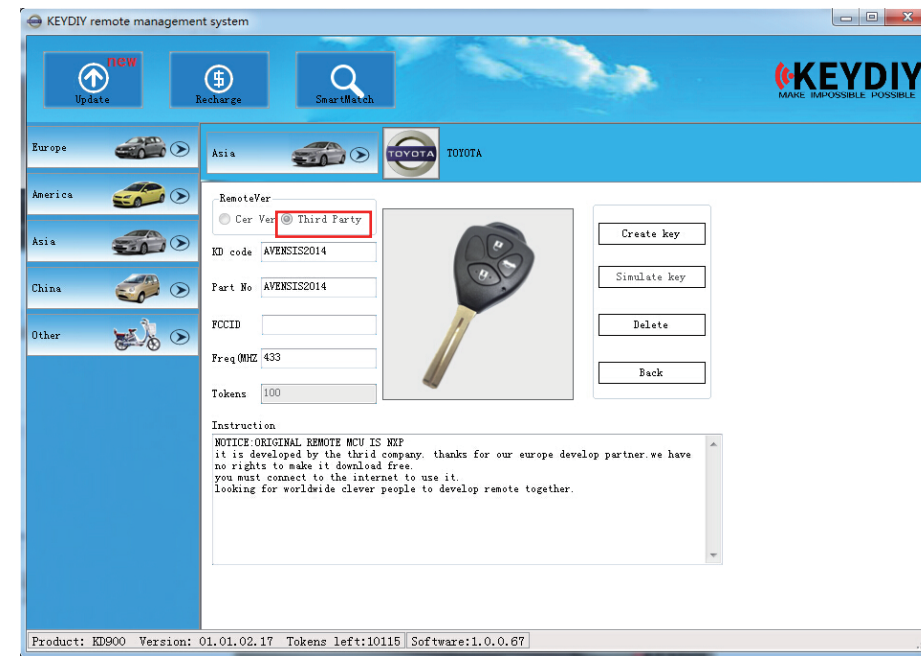 KEYDIY remote management system
new
Update
Recharge
SmartMatch
KEYDIY
MAKE IMPOSSIBLE POSSIBLE
Europe
America
Asia
China
Other
Asia
TOYOTA
TOYOTA
RemoteVer
Cer Ver
Third Party
KD code
AVENSIS2014
Part No
AVENSIS2014
FCCID
Freq(MHZ
433
Tokens
100
Create key
Simulate key
Delete
Back
Instruction
NOTICE:ORIGINAL REMOTE MCU IS NXP
it is developed by the thrid company. thanks for our europe develop partner.we have
no rights to make it download free.
you must connect to the internet to use it.
looking for worldwide clever people to develop remote together.
Product: KD900 Version: 01.01.02.17 Tokens left:10115 Software:1.0.0.67